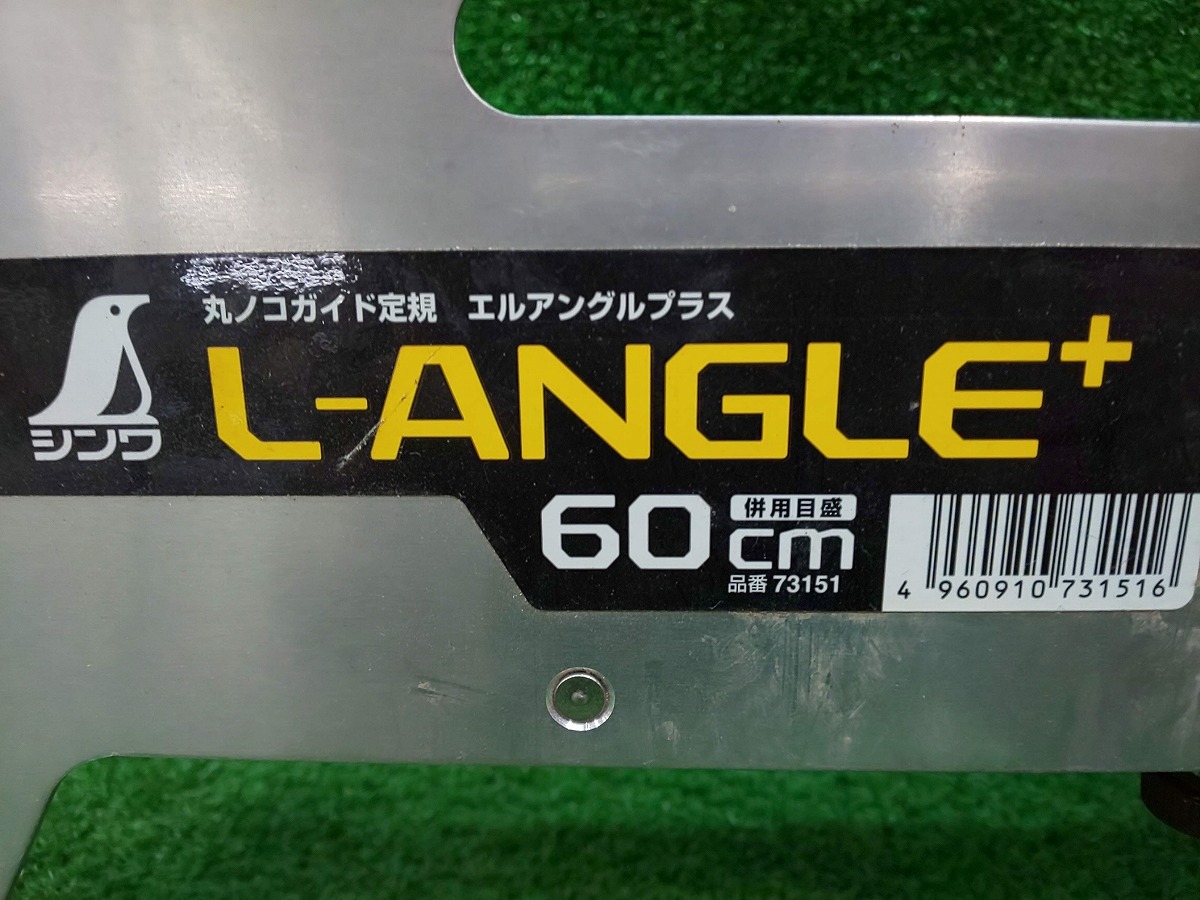 丸ノコガイド定規 エルアングルプラス
L-ANGLE+
シンワ
60cm
併用目盛
品番 73151
4 960910 731516